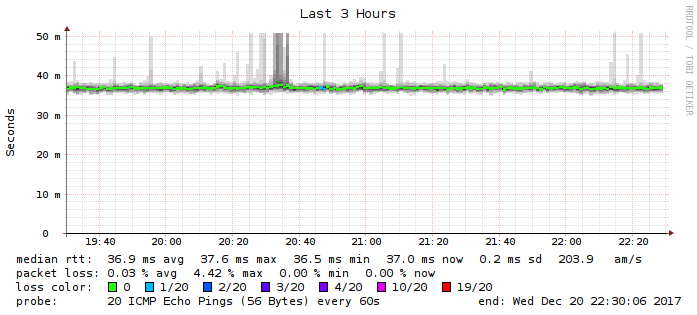 Last 3 Hours
RRDTOOL / TOBI OETIKER
Seconds
50 m
40 m
30 m
20 m
10 m
0
19:40 20:00 20:20 20:40 21:00 21:20 21:40 22:00 22:20
median rtt: 36.9 ms avg 37.6 ms max 36.5 ms min 37.0 ms now 0.2 ms sd 203.9 am/s
packet loss: 0.03 % avg 4.42 % max 0.00 % min 0.00 % now
loss color: 0 1/20 2/20 3/20 4/20 10/20 19/20
probe: 20 ICMP Echo Pings (56 Bytes) every 60s end: Wed Dec 20 22:30:06 2017